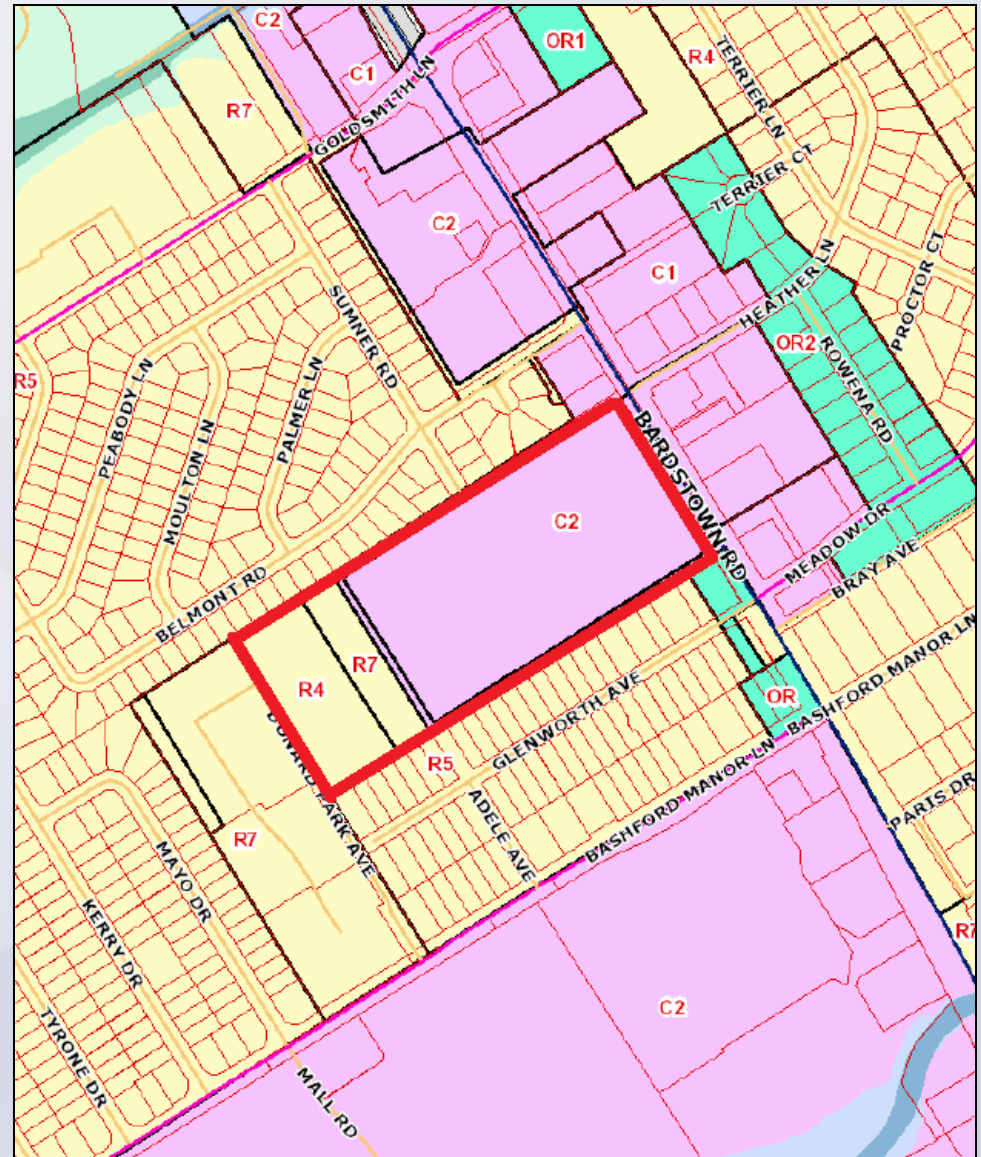 C2
OR1
C1
R4
TERRIER LN
R7
GOLDSMITH LN
TERRIER CT
C2
PROCTOR CT
C1
HEATHER LN
SUMNER RD
OR2
ROWENA RD
R5
PEABODY LN
PALMER LN
MOULTON LN
BARDSTOWN RD
C2
MEADOW DR
BRAY AVE
BELMONT RD
R7
R4
OR
BASHFORD MANOR LN
GLENWORTH AVE
R5
ADELE AVE
BASHFORD MANOR LN
PARIS DR
R7
MAYO DR
KERRY DR
R7
C2
TYRONE DR
MALL RD